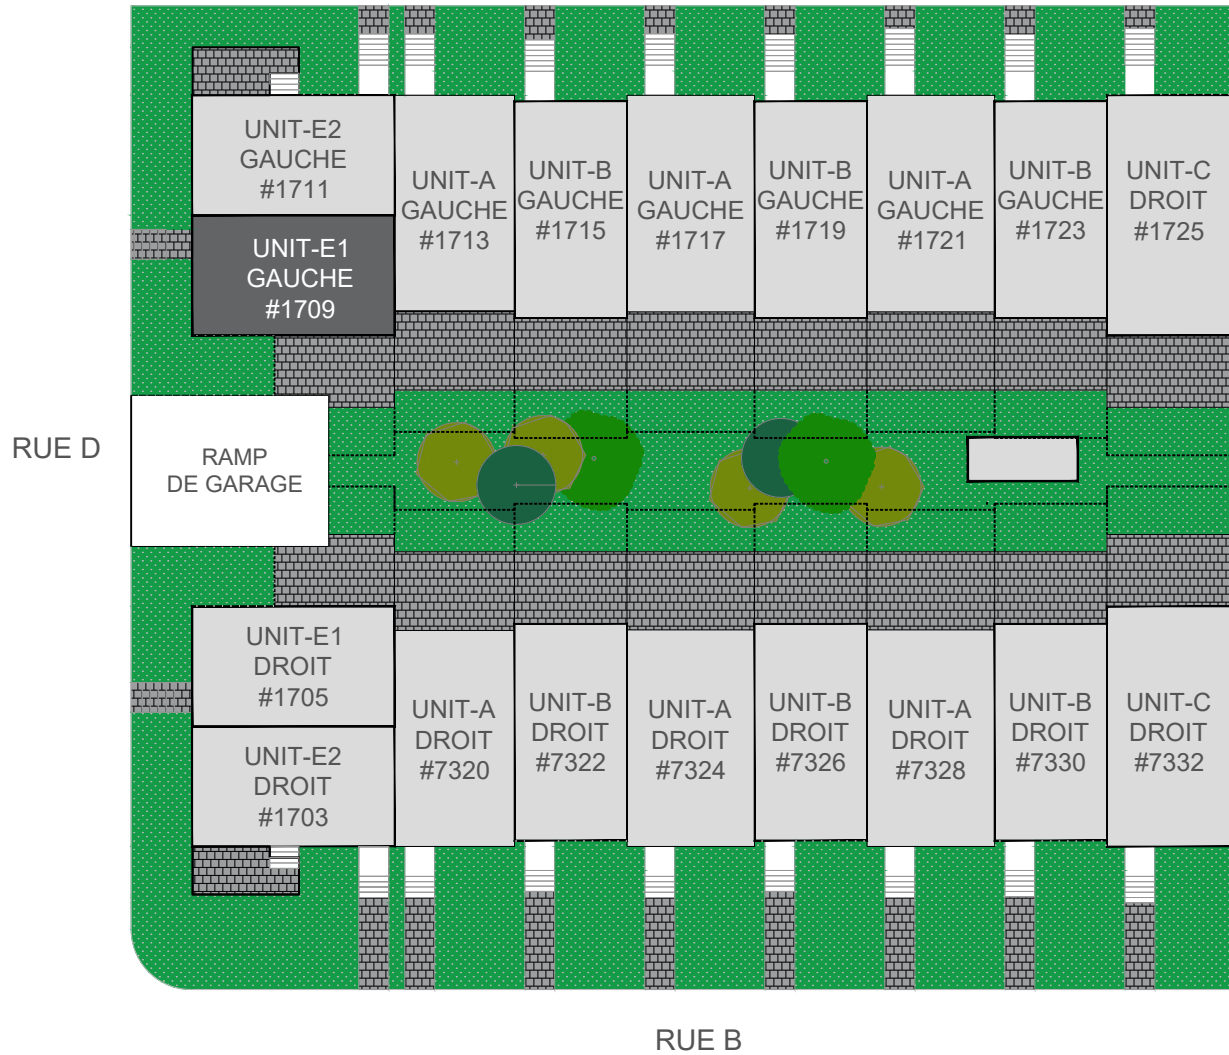 UNIT-E2
GAUCHE
#1711
UNIT-E1
GAUCHE
#1709
UNIT-A
GAUCHE
#1713
UNIT-B
GAUCHE
#1715
UNIT-A
GAUCHE
#1717
UNIT-B
GAUCHE
#1719
UNIT-A
GAUCHE
#1721
UNIT-B
GAUCHE
#1723
UNIT-C
DROIT
#1725
RUE D
RAMP
DE GARAGE
UNIT-E1
DROIT
#1705
UNIT-E2
DROIT
#1703
UNIT-A
DROIT
#7320
UNIT-B
DROIT
#7322
UNIT-A
DROIT
#7324
UNIT-B
DROIT
#7326
UNIT-A
DROIT
#7328
UNIT-B
DROIT
#7330
UNIT-C
DROIT
#7332
RUE B